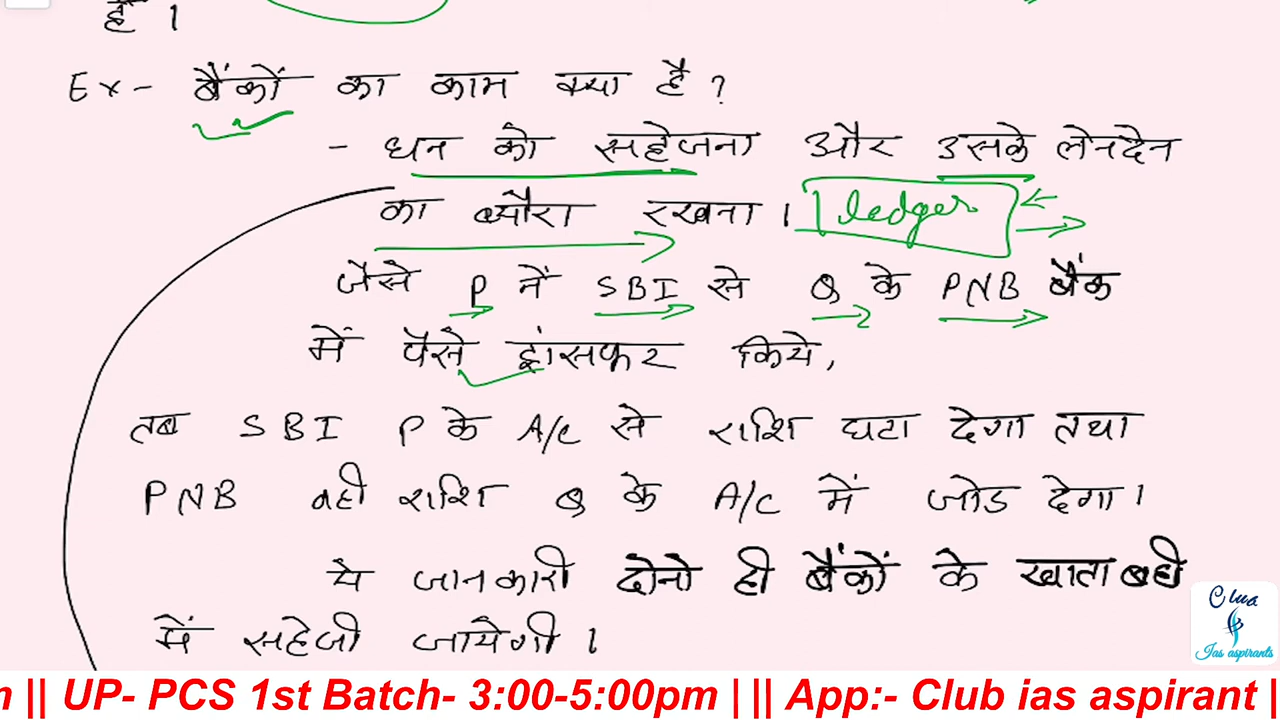 है ।
Ex - बैंकों का काम क्या है ?
- धन को सहेजना और उसके लेनदेन
का ब्यौरा रखना । ledger
जैसे P ने SBI से Q के PNB बैंक
में पैसे ट्रांसफर किये,
तब SBI P के A/C से राशि घटा देगा तथा
PNB वही राशि Q के A/C में जोड देगा ।
ये जानकारी दोनो ही बैंकों के खाता बही
में सहेजी जायेगी ।
Club
Ias aspirants
|| UP- PCS 1st Batch- 3:00-5:00pm | || App:- Club ias aspirant |